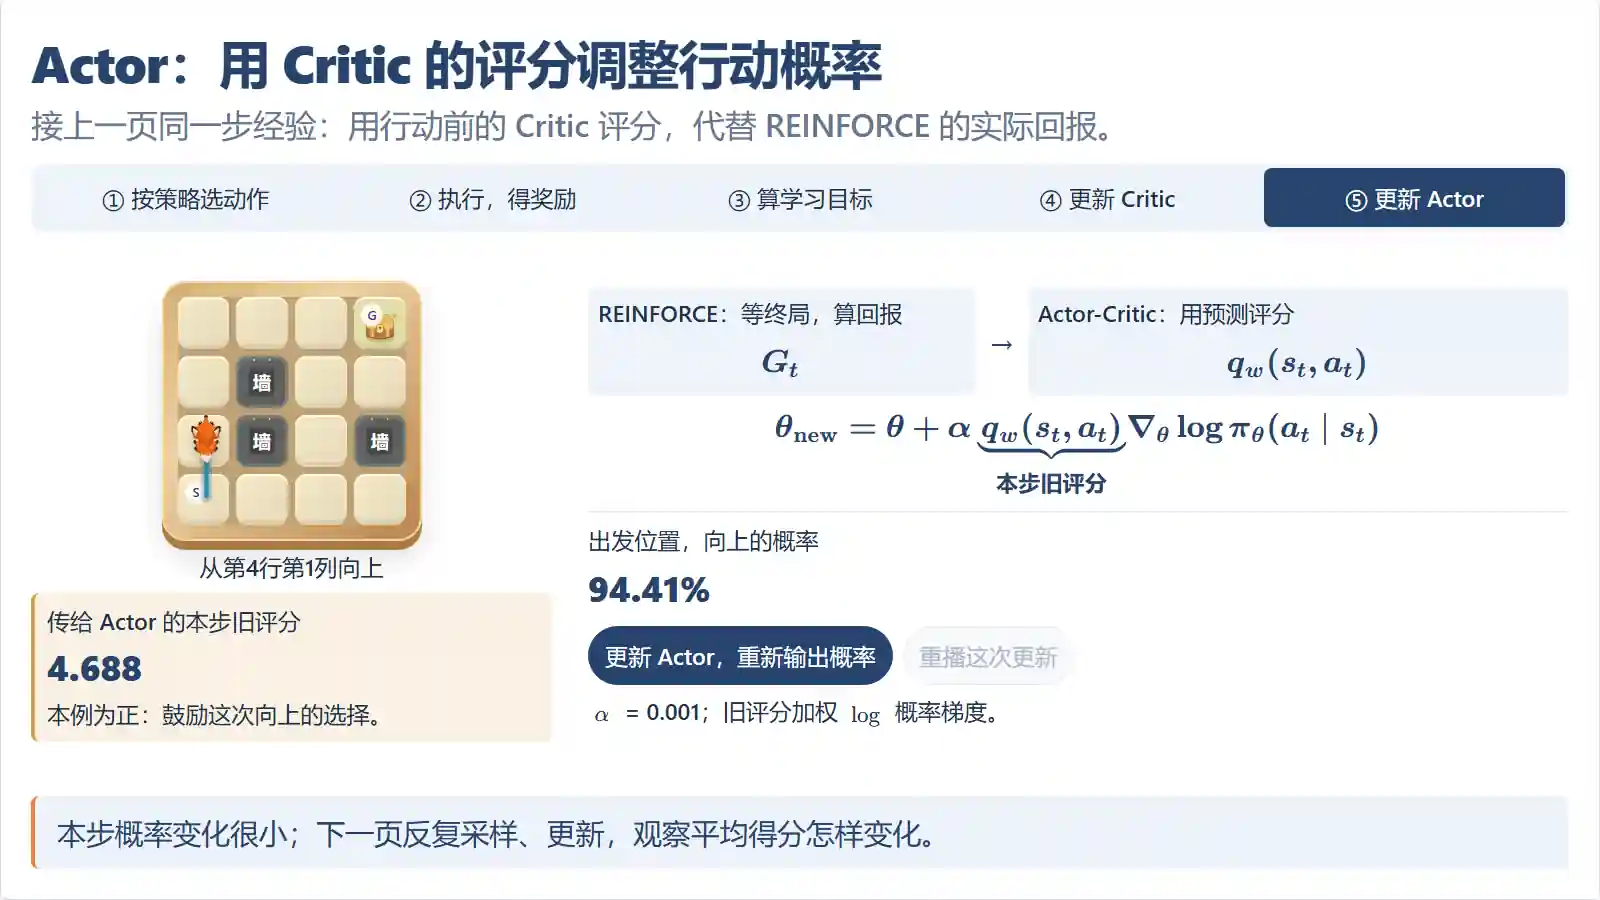 Actor：用 Critic 的评分调整行动概率
接上一页同一步经验：用行动前的 Critic 评分，代替 REINFORCE 的实际回报。
① 按策略选动作
② 执行，得奖励
③ 算学习目标
④ 更新 Critic
⑤ 更新 Actor
G
墙
墙
墙
S
从第4行第1列向上
传给 Actor 的本步旧评分
4.688
本例为正：鼓励这次向上的选择。
REINFORCE：等终局，算回报
G_t
→
Actor-Critic：用预测评分
q_w(s_t, a_t)
θ_new = θ + α q_w(s_t, a_t) ∇_θ log π_θ(a_t | s_t)
本步旧评分
出发位置，向上的概率
94.41%
更新 Actor，重新输出概率
重播这次更新
α = 0.001；旧评分加权 log 概率梯度。
本步概率变化很小；下一页反复采样、更新，观察平均得分怎样变化。